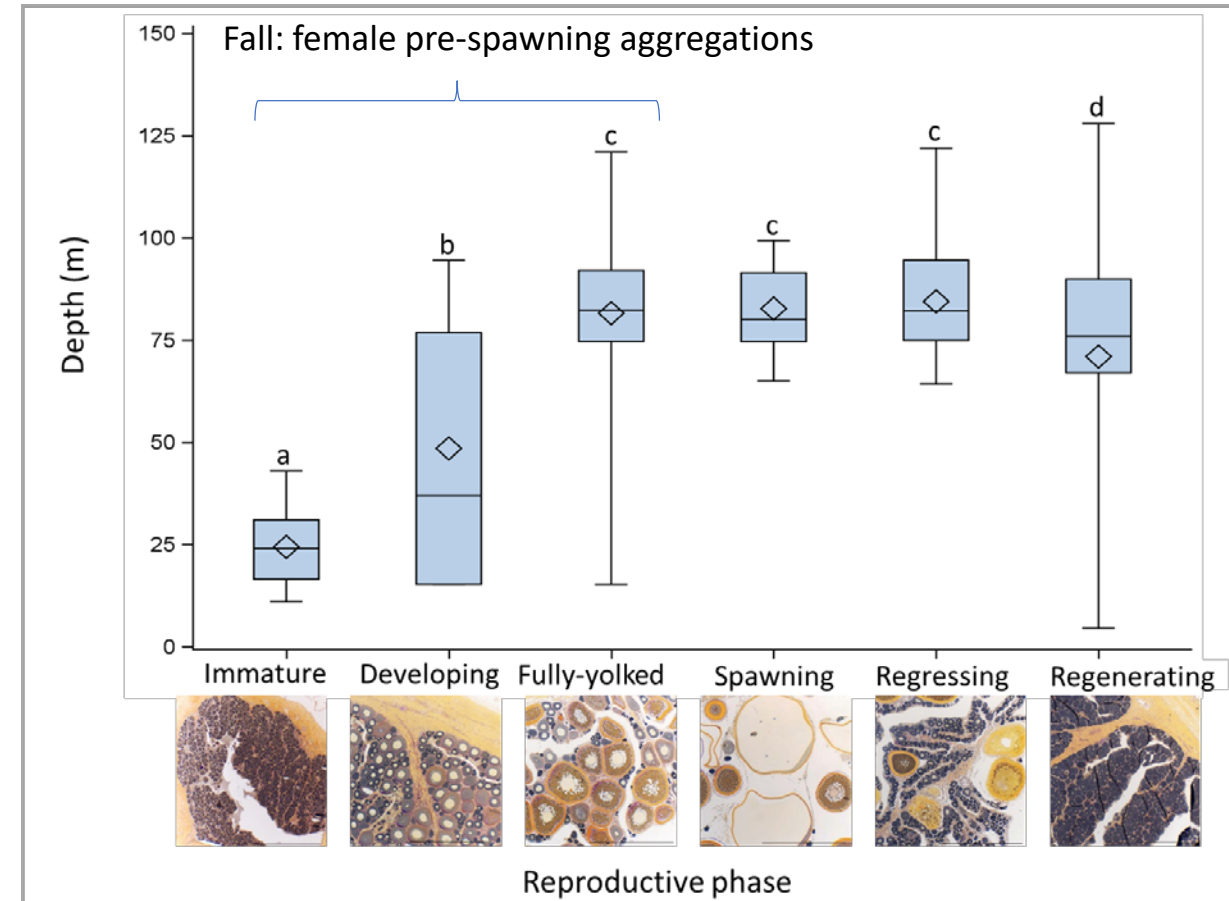 Fall: female pre-spawning aggregations
150
125
100
75
50
25
0
Depth (m)
a
b
c
c
c
d
Immature Developing Fully-yolked Spawning Regressing Regenerating
Reproductive phase